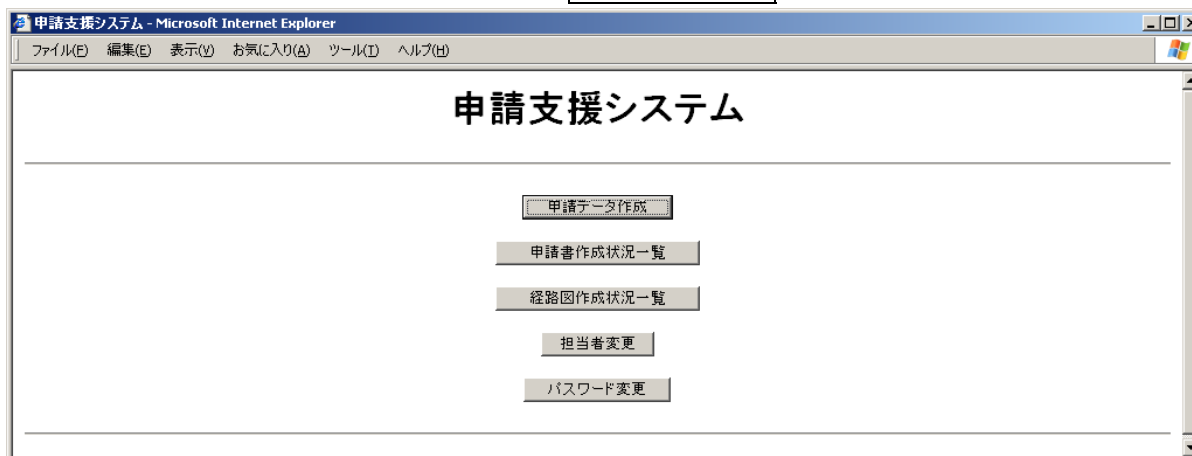 申請支援システム - Microsoft Internet Explorer
ファイル(F) 編集(E) 表示(V) お気に入り(A) ツール(T) ヘルプ(H)
申請支援システム
申請データ作成
申請書作成状況一覧
経路図作成状況一覧
担当者変更
パスワード変更